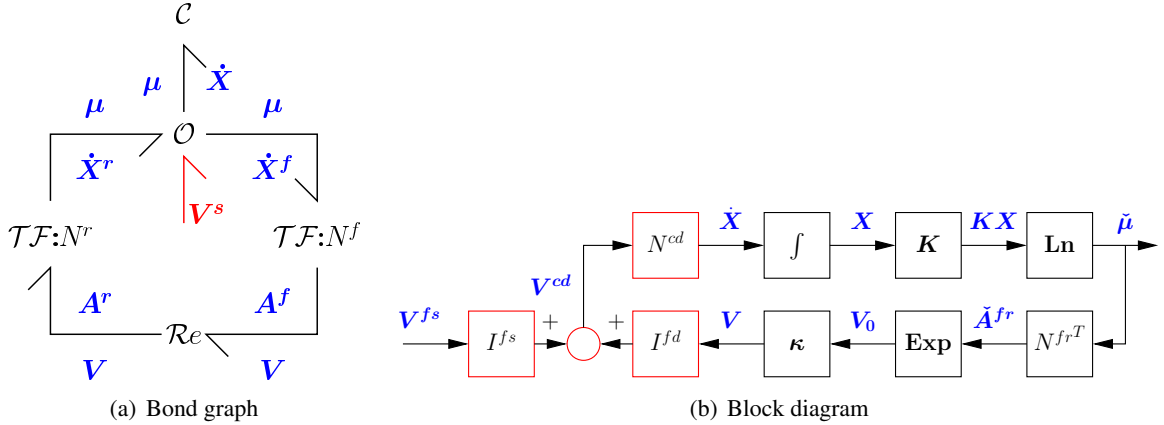 𝒞
μ Ẋ
μ μ
𝒪
Ẋʳ Ẋᶠ
Vˢ
𝒯ℱ:Nʳ 𝒯ℱ:Nᶠ
Aʳ Aᶠ
ℛe
V V
(a) Bond graph
Ẋ X KX μ̌
Nᶜᵈ ∫ K Ln
Vᶜᵈ
Vᶠˢ + + V V₀ Ǎᶠʳ
Iᶠˢ Iᶠᵈ κ Exp Nᶠʳᵀ
(b) Block diagram